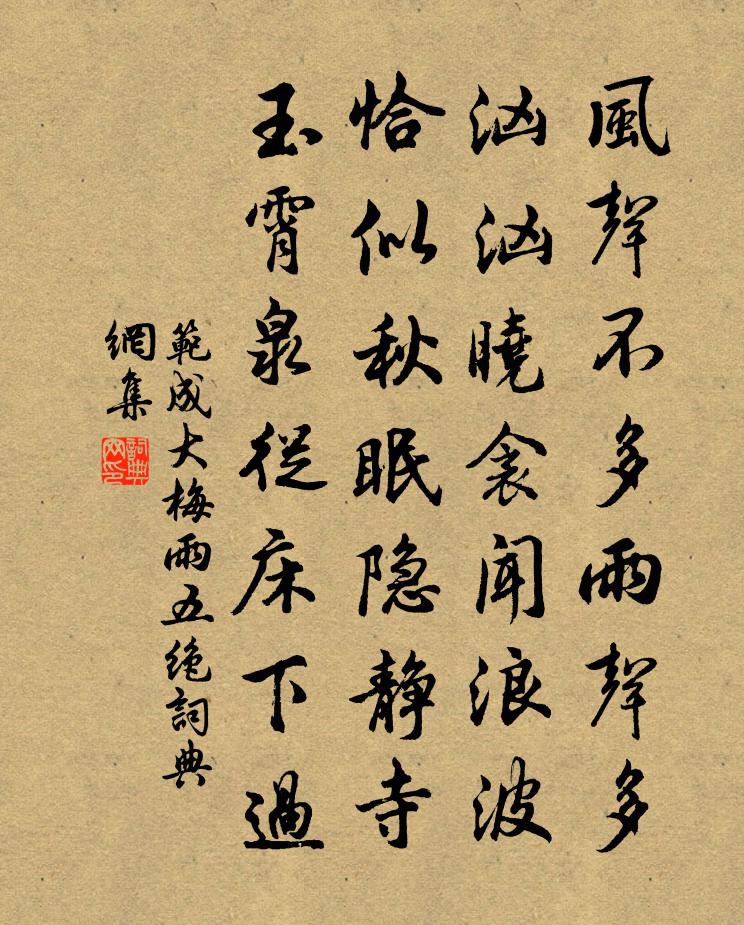 風聲不多雨聲多
汹汹曉衾聞浪波
恰似秋眠隐静寺
玉霄泉從床下過
範成大梅雨五绝詞典
網集
詞典
网印